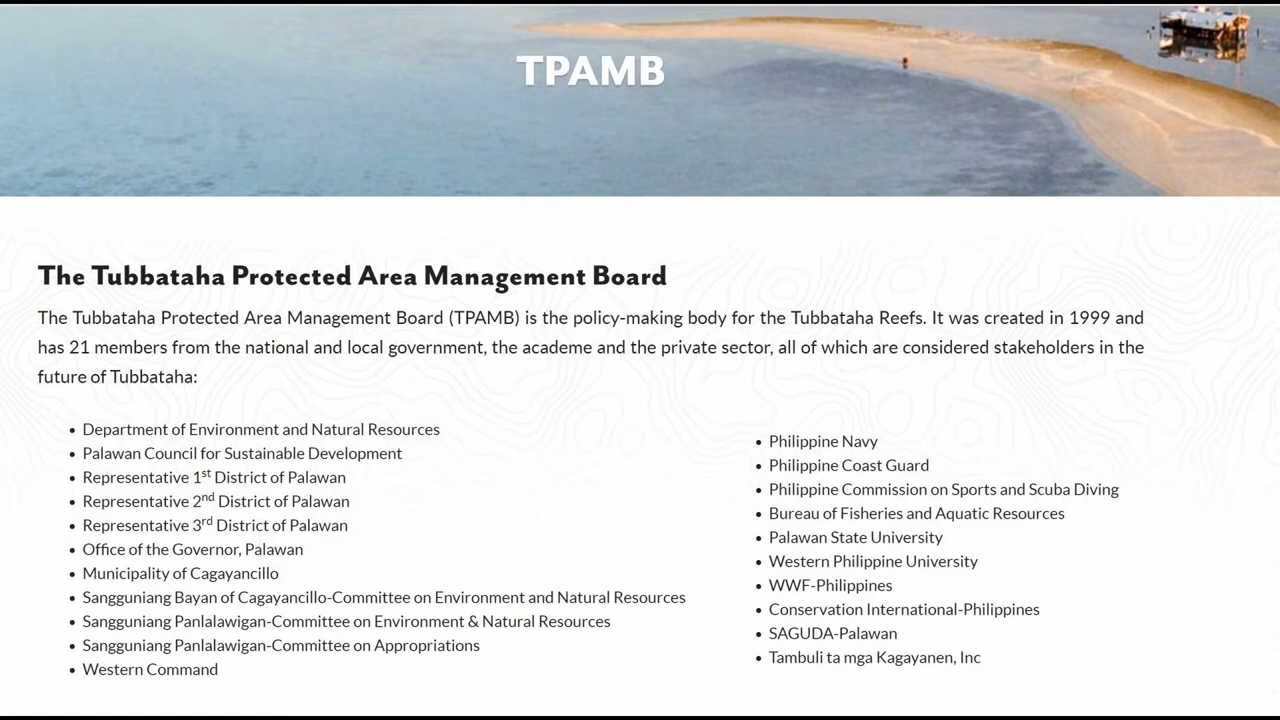 TPAMB
The Tubbataha Protected Area Management Board
The Tubbataha Protected Area Management Board (TPAMB) is the policy-making body for the Tubbataha Reefs. It was created in 1999 and
has 21 members from the national and local government, the academe and the private sector, all of which are considered stakeholders in the
future of Tubbataha:
• Department of Environment and Natural Resources
• Palawan Council for Sustainable Development
• Representative 1st District of Palawan
• Representative 2nd District of Palawan
• Representative 3rd District of Palawan
• Office of the Governor, Palawan
• Municipality of Cagayancillo
• Sangguniang Bayan of Cagayancillo-Committee on Environment and Natural Resources
• Sangguniang Panlalawigan-Committee on Environment & Natural Resources
• Sangguniang Panlalawigan-Committee on Appropriations
• Western Command
• Philippine Navy
• Philippine Coast Guard
• Philippine Commission on Sports and Scuba Diving
• Bureau of Fisheries and Aquatic Resources
• Palawan State University
• Western Philippine University
• WWF-Philippines
• Conservation International-Philippines
• SAGUDA-Palawan
• Tambuli ta mga Kagayanen, Inc